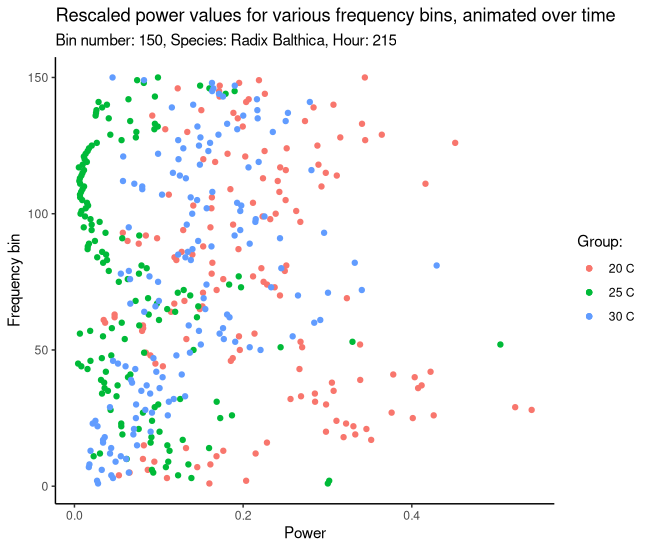 Rescaled power values for various frequency bins, animated over time
Bin number: 150, Species: Radix Balthica, Hour: 215
150
100
50
0
Frequency bin
0.0 0.2 0.4
Power
Group:
20 C
25 C
30 C